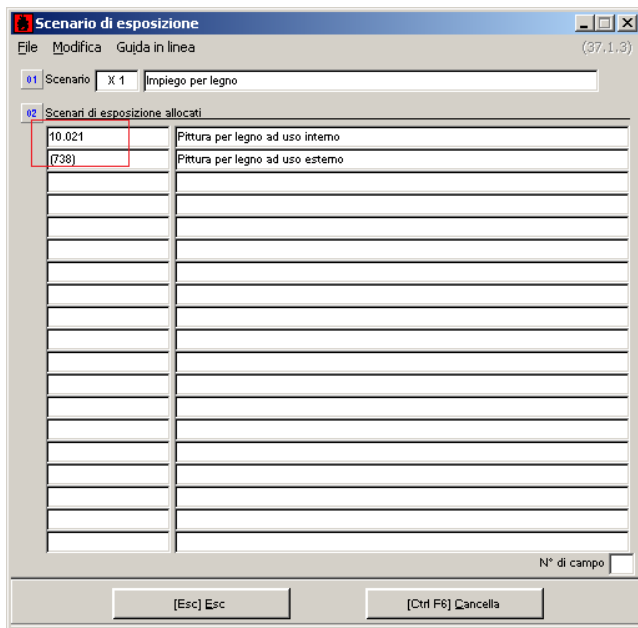 Scenario di esposizione
File Modifica Guida in linea (37.1.3)
01 Scenario X 1 Impiego per legno
02 Scenari di esposizione allocati
10.021 Pittura per legno ad uso interno
(738) Pittura per legno ad uso esterno
N° di campo
[Esc] Esc [Ctrl F6] Cancella